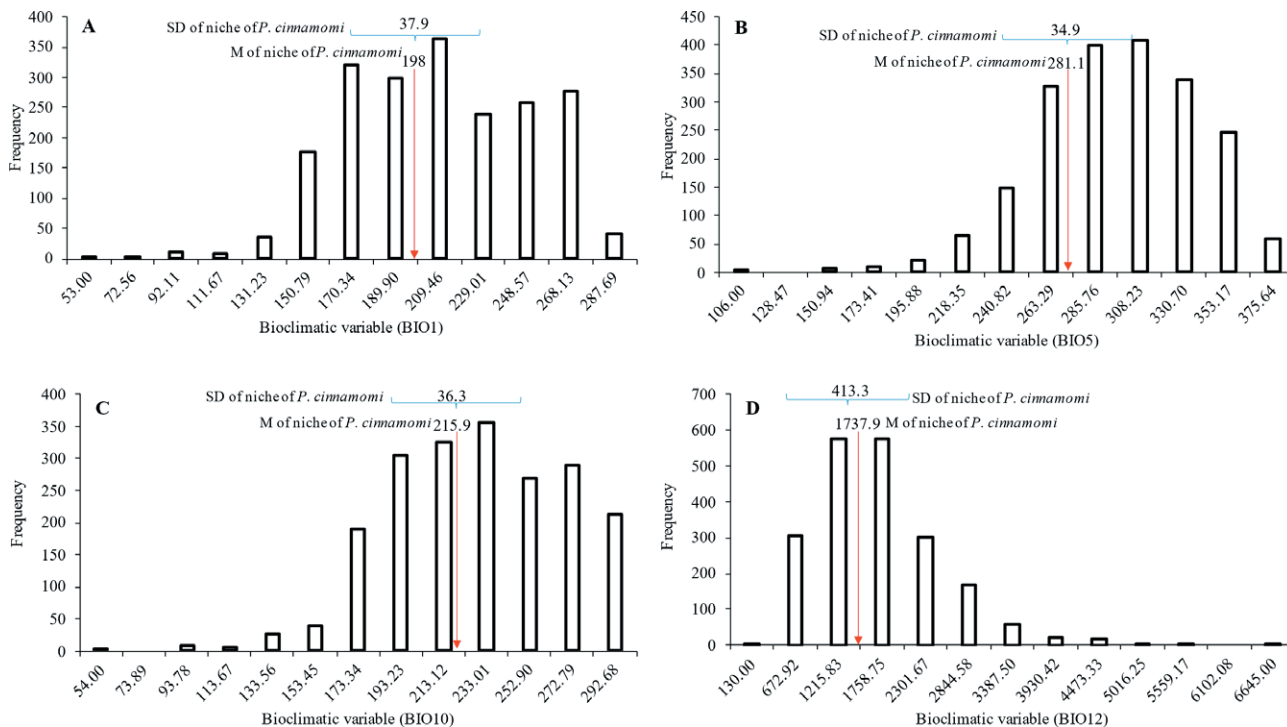 A
SD of niche of P. cinnamomi
37.9
M of niche of P. cinnamomi
198
Frequency
400
350
300
250
200
150
100
50
0
53.00 72.56 92.11 111.67 131.23 150.79 170.34 189.90 209.46 229.01 248.57 268.13 287.69
Bioclimatic variable (BIO1)
B
SD of niche of P. cinnamomi
34.9
M of niche of P. cinnamomi 281.1
Frequency
450
400
350
300
250
200
150
100
50
0
106.00 128.47 150.94 173.41 195.88 218.35 240.82 263.29 285.76 308.23 330.70 353.17 375.64
Bioclimatic variable (BIO5)
C
SD of niche of P. cinnamomi
36.3
M of niche of P. cinnamomi 215.9
Frequency
400
350
300
250
200
150
100
50
0
54.00 73.89 93.78 113.67 133.56 153.45 173.34 193.23 213.12 233.01 252.90 272.79 292.68
Bioclimatic variable (BIO10)
D
413.3
SD of niche of P. cinnamomi
1737.9 M of niche of P. cinnamomi
Frequency
700
600
500
400
300
200
100
0
130.00 672.92 1215.83 1758.75 2301.67 2844.58 3387.50 3930.42 4473.33 5016.25 5559.17 6102.08 6645.00
Bioclimatic variable (BIO12)